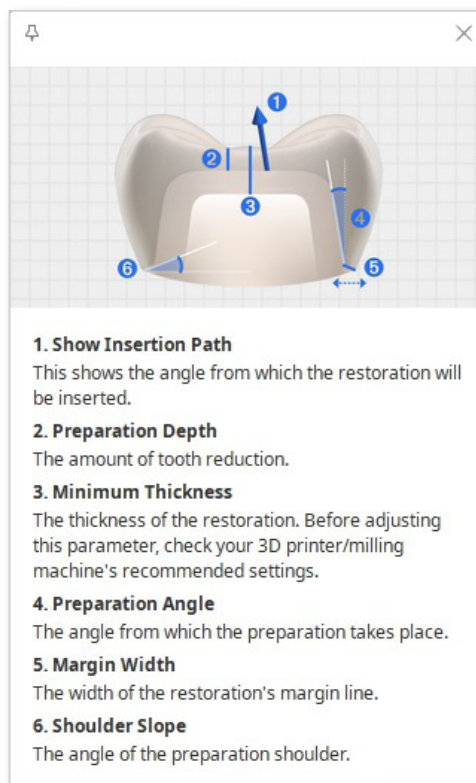 1
2
3
4
5
6
1. Show Insertion Path
This shows the angle from which the restoration will
be inserted.
2. Preparation Depth
The amount of tooth reduction.
3. Minimum Thickness
The thickness of the restoration. Before adjusting
this parameter, check your 3D printer/milling
machine's recommended settings.
4. Preparation Angle
The angle from which the preparation takes place.
5. Margin Width
The width of the restoration's margin line.
6. Shoulder Slope
The angle of the preparation shoulder.